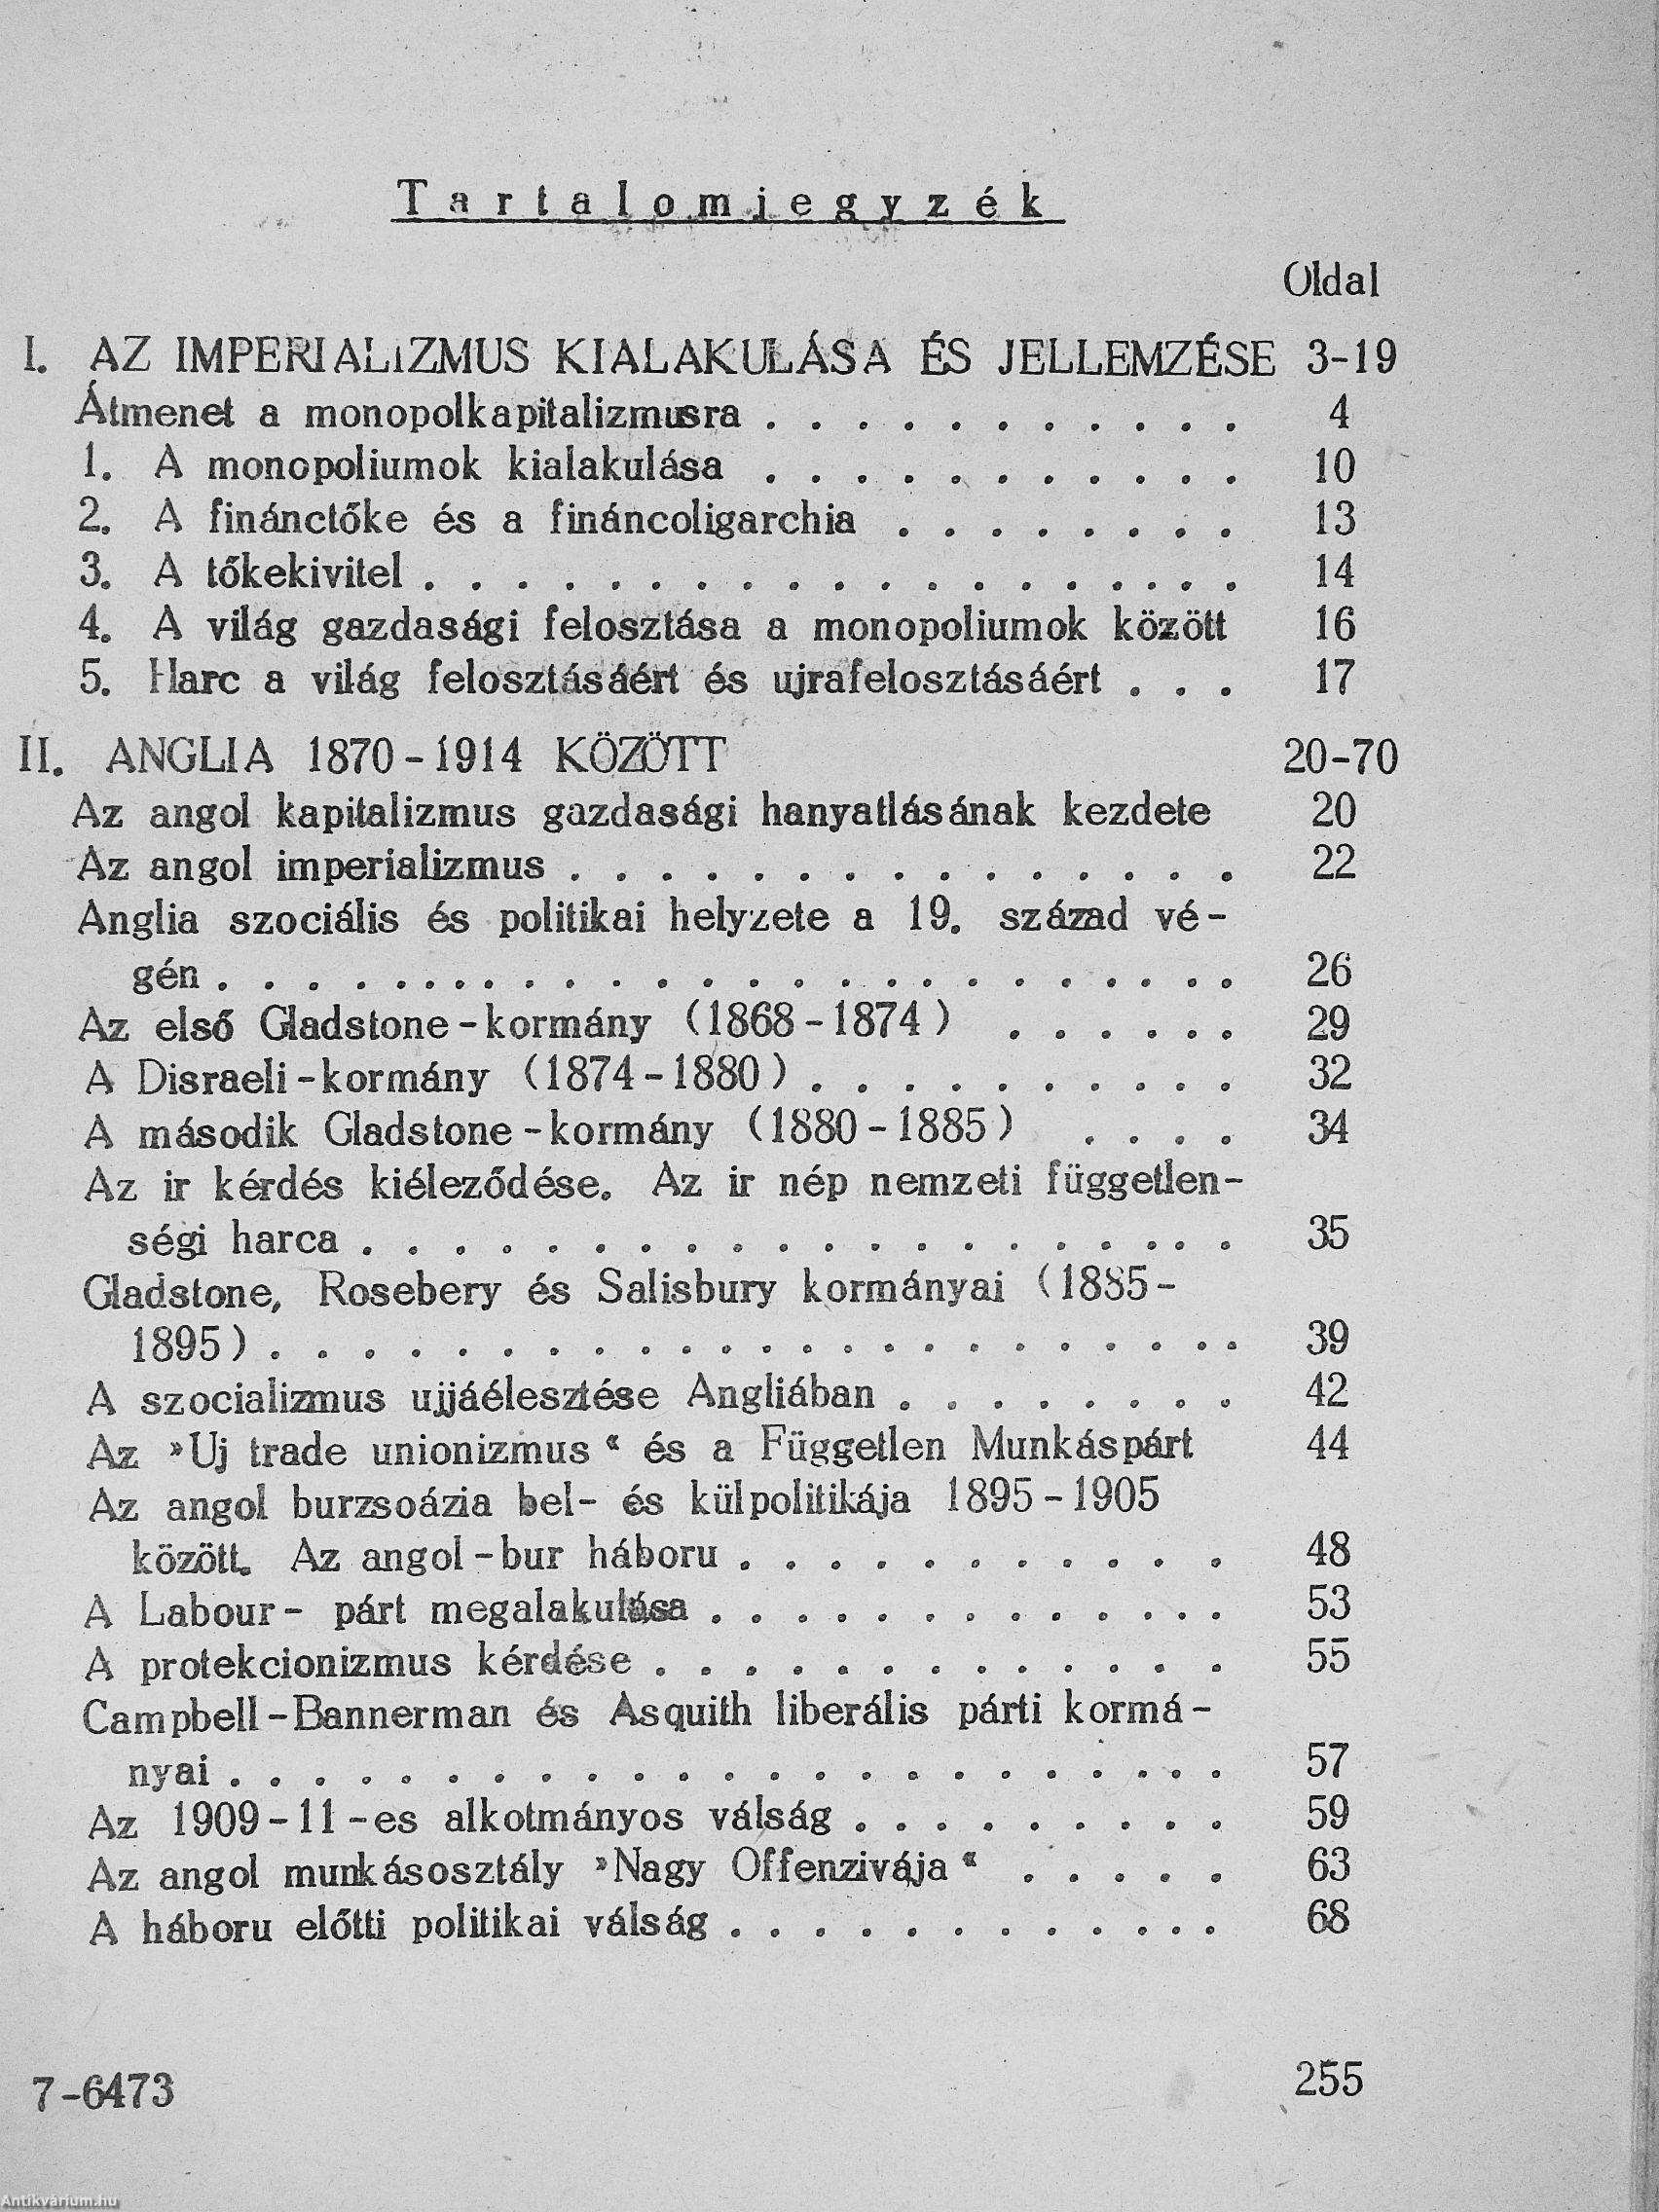 Tartalomjegyzék
Oldal
I. AZ IMPERIALIZMUS KIALAKULÁSA ÉS JELLEMZÉSE 3-19
Átmenet a monopolkapitalizmusra . . . . . . . . . . . 4
1. A monopoliumok kialakulása . . . . . . . . . . . 10
2. A finánctőke és a fináncoligarchia . . . . . . . . 13
3. A tőkekivitel . . . . . . . . . . . . . . . . . . 14
4. A világ gazdasági felosztása a monopoliumok között 16
5. Harc a világ felosztásáért és ujrafelosztásáért . . . 17
II. ANGLIA 1870-1914 KÖZÖTT 20-70
Az angol kapitalizmus gazdasági hanyatlásának kezdete 20
Az angol imperializmus . . . . . . . . . . . . . . . 22
Anglia szociális és politikai helyzete a 19. század vé-
gén . . . . . . . . . . . . . . . . . . . . . . . . 26
Az első Gladstone-kormány (1868-1874) . . . . . . 29
A Disraeli-kormány (1874-1880) . . . . . . . . . . 32
A második Gladstone-kormány (1880-1885) . . . . 34
Az ir kérdés kiéleződése. Az ir nép nemzeti független-
ségi harca . . . . . . . . . . . . . . . . . . . . 35
Gladstone, Rosebery és Salisbury kormányai (1885-
1895) . . . . . . . . . . . . . . . . . . . . . . 39
A szocializmus ujjáélesztése Angliában . . . . . . . . 42
Az »Uj trade unionizmus« és a Független Munkáspárt 44
Az angol burzsoázia bel- és külpolitikája 1895-1905
között. Az angol-bur háboru . . . . . . . . . . . 48
A Labour- párt megalakulása . . . . . . . . . . . . 53
A protekcionizmus kérdése . . . . . . . . . . . . . 55
Campbell-Bannerman és Asquith liberális párti kormá-
nyai . . . . . . . . . . . . . . . . . . . . . . . 57
Az 1909-11-es alkotmányos válság . . . . . . . . . 59
Az angol munkásosztály »Nagy Offenzivája« . . . . . 63
A háboru előtti politikai válság . . . . . . . . . . . . 68
7-6473 255
Antikvárium.hu